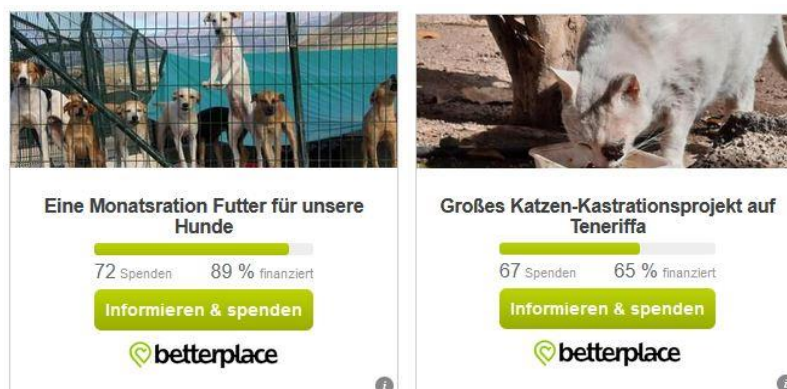 Eine Monatsration Futter für unsere
Hunde
72 Spenden 89 % finanziert
Informieren & spenden
betterplace
i
Großes Katzen-Kastrationsprojekt auf
Teneriffa
67 Spenden 65 % finanziert
Informieren & spenden
betterplace
i